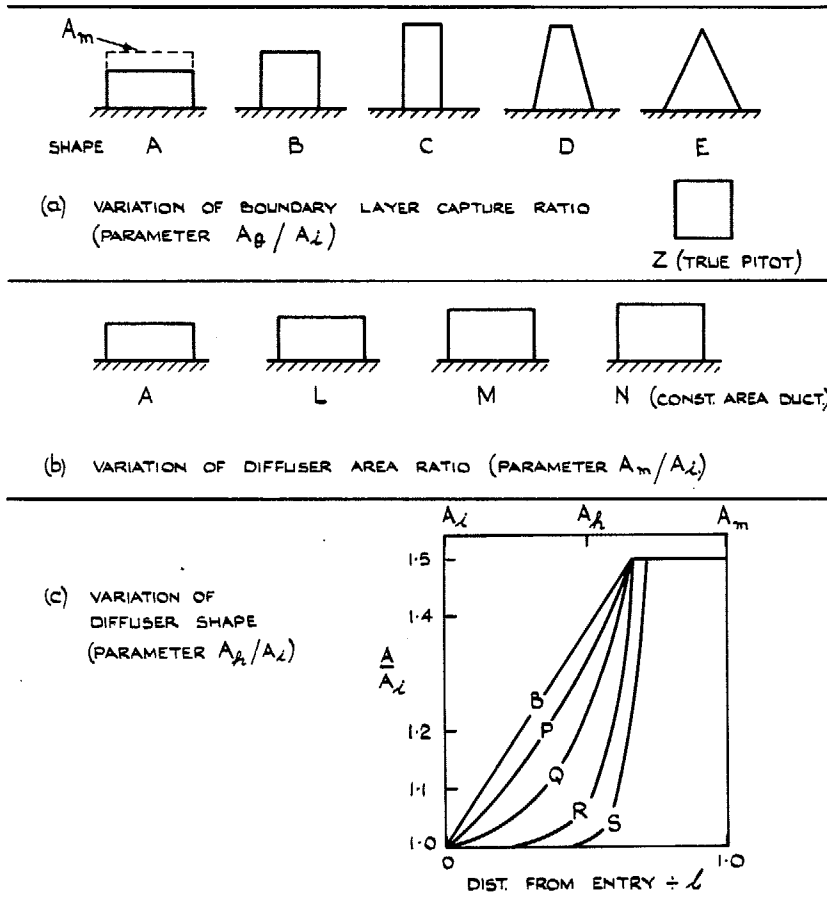 Am
SHAPE A B C D E
(a) VARIATION OF BOUNDARY LAYER CAPTURE RATIO
(PARAMETER Aθ / Ai)
Z (TRUE PITOT)
A L M N (CONST. AREA DUCT)
(b) VARIATION OF DIFFUSER AREA RATIO (PARAMETER Am/Ai)
(c) VARIATION OF
DIFFUSER SHAPE
(PARAMETER Ah/Ai)
Ai Ah Am
1.5
1.4
A/Ai
1.2
1.1
1.0
B
P
Q
R
S
0 1.0
DIST. FROM ENTRY ÷ l